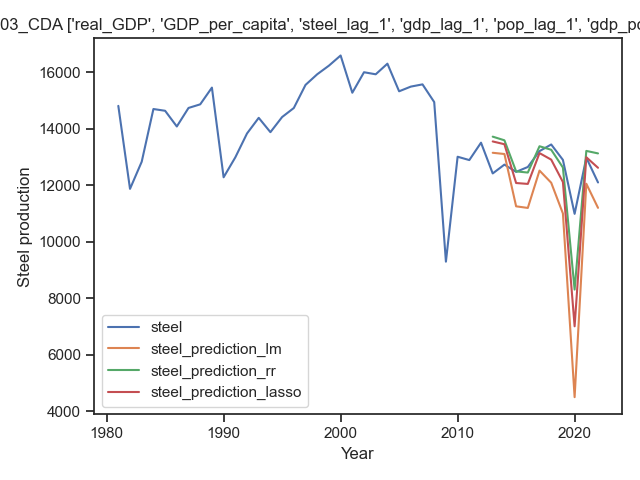 03_CDA ['real_GDP', 'GDP_per_capita', 'steel_lag_1', 'gdp_lag_1', 'pop_lag_1', 'gdp_po
16000
14000
12000
10000
8000
6000
4000
Steel production
steel
steel_prediction_lm
steel_prediction_rr
steel_prediction_lasso
1980
1990
2000
2010
2020
Year